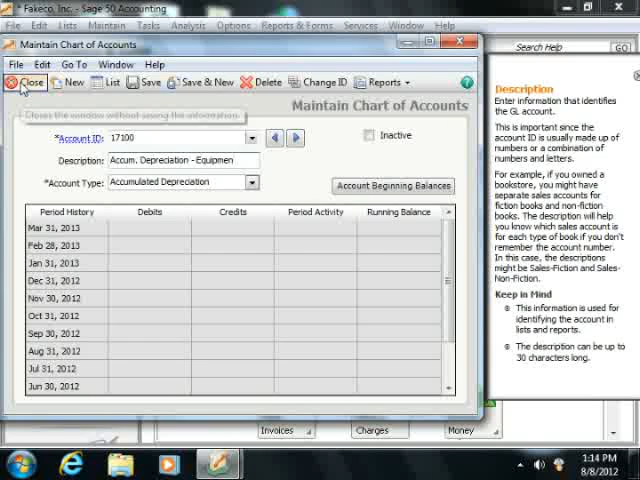 * Fakeco, Inc. - Sage 50 Accounting
File Edit Lists Maintain Tasks Analysis Options Reports & Forms Services Window Help
Maintain Chart of Accounts
Search Help GO
File Edit Go To Window Help
Close New List Save Save & New Delete Change ID Reports
Closes the window without saving the information.
Maintain Chart of Accounts
*Account ID: 17100
Inactive
Description: Accum. Depreciation - Equipmen
*Account Type: Accumulated Depreciation
Account Beginning Balances
Period History Debits Credits Period Activity Running Balance
Mar 31, 2013
Feb 28, 2013
Jan 31, 2013
Dec 31, 2012
Nov 30, 2012
Oct 31, 2012
Sep 30, 2012
Aug 31, 2012
Jul 31, 2012
Jun 30, 2012
Description
Enter information that identifies
the GL account.
This is important since the
account ID is usually made up of
numbers or a combination of
numbers and letters.
For example, if you owned a
bookstore, you might have
separate sales accounts for
fiction books and non-fiction
books. The description will help
you know which sales account is
for each type of book if you don't
remember the account number.
In this case, the descriptions
might be Sales-Fiction and Sales-
Non-Fiction.
Keep in Mind
This information is used for
identifying the account in
lists and reports.
The description can be up to
30 characters long.
Invoices Charges Money
1:14 PM
8/8/2012